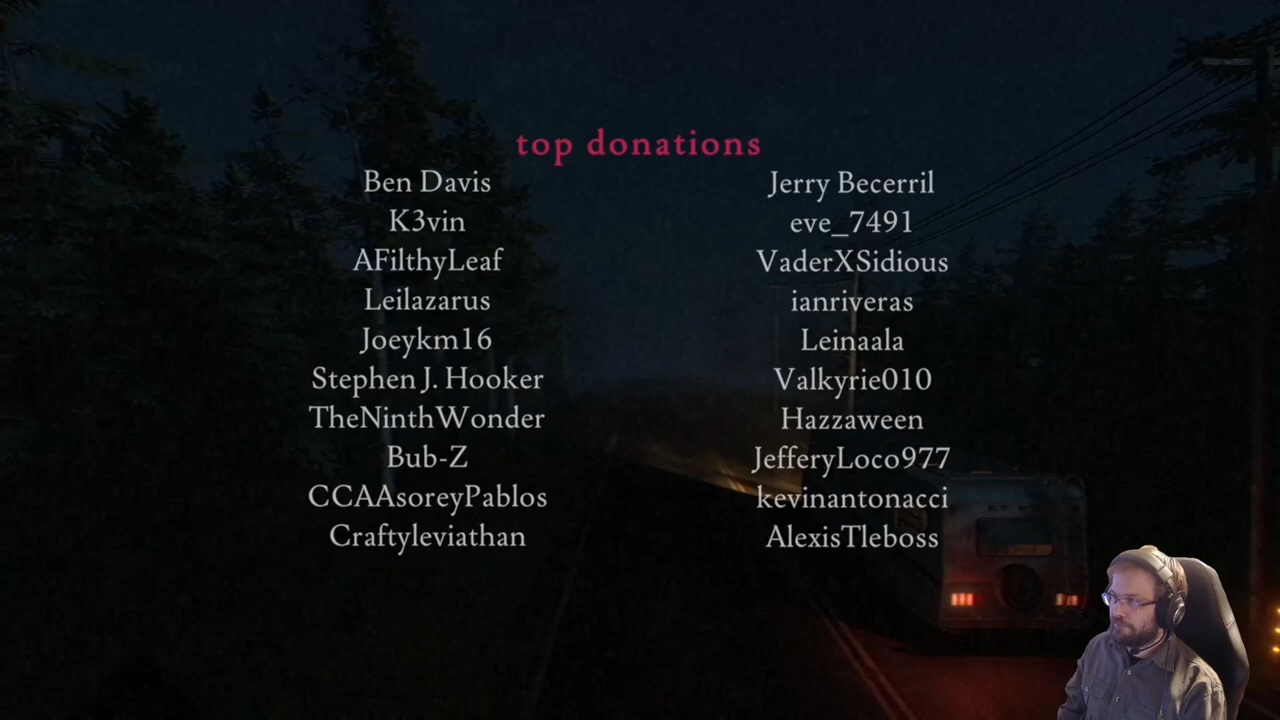 top donations
Ben Davis
K3vin
AFilthyLeaf
Leilazarus
Joeykm16
Stephen J. Hooker
TheNinthWonder
Bub-Z
CCAAsoreyPablos
Craftyleviathan
Jerry Becerril
eve_7491
VaderXSidious
ianriveras
Leinaala
Valkyrie010
Hazzaween
JefferyLoco977
kevinantonacci
AlexisTleboss